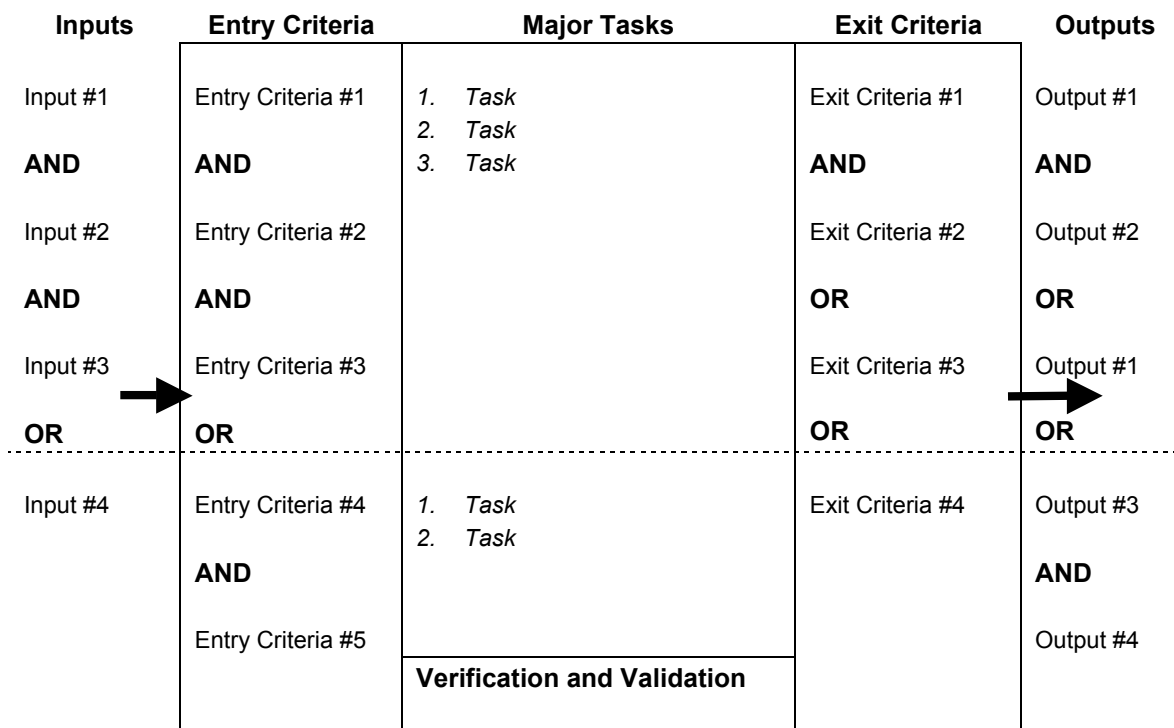 Inputs Entry Criteria Major Tasks Exit Criteria Outputs
Input #1 Entry Criteria #1 1. Task Exit Criteria #1 Output #1
2. Task
AND AND 3. Task AND AND
Input #2 Entry Criteria #2 Exit Criteria #2 Output #2
AND AND OR OR
Input #3 Entry Criteria #3 Exit Criteria #3 Output #1
OR OR OR OR
Input #4 Entry Criteria #4 1. Task Exit Criteria #4 Output #3
2. Task
AND AND
Entry Criteria #5 Output #4
Verification and Validation